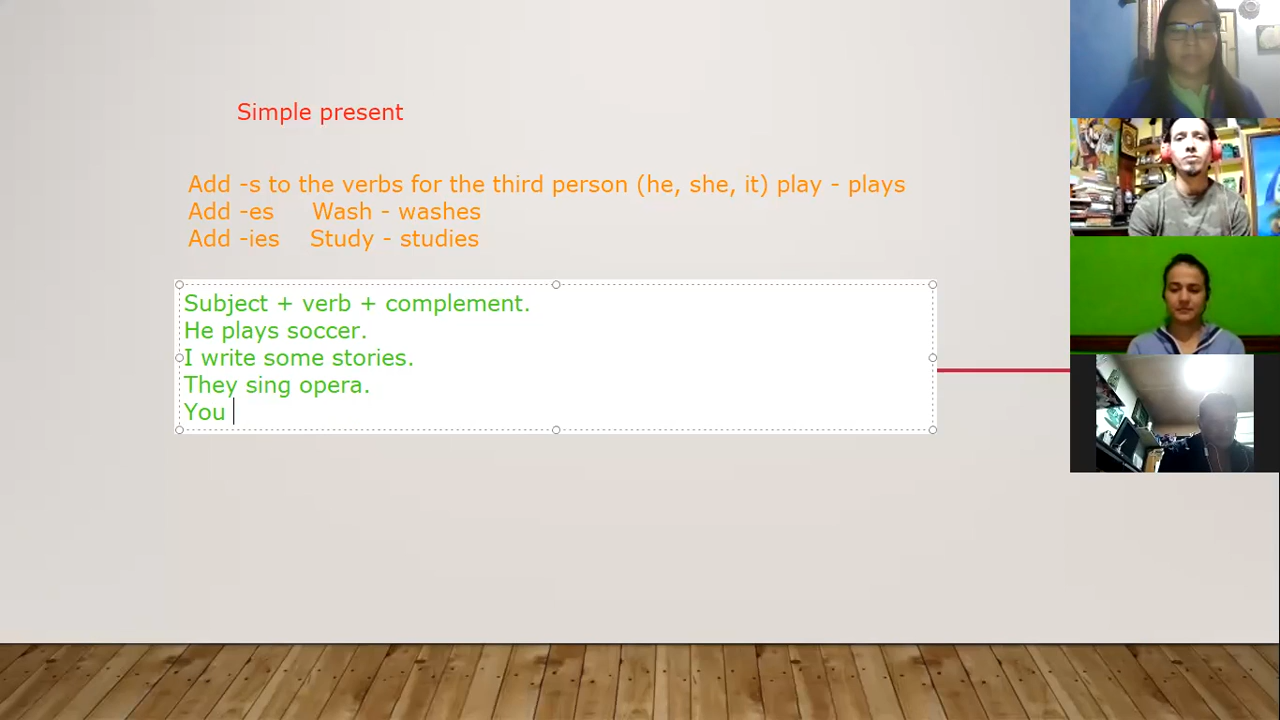 Simple present
Add -s to the verbs for the third person (he, she, it) play - plays
Add -es Wash - washes
Add -ies Study - studies
Subject + verb + complement.
He plays soccer.
I write some stories.
They sing opera.
You